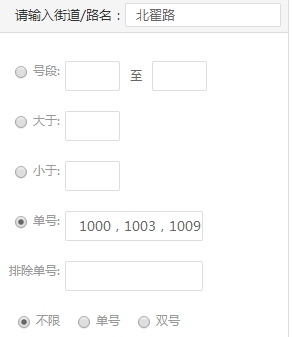 请输入街道/路名： 北翟路
号段: 至
大于:
小于:
单号: 1000，1003，1009
排除单号:
不限 单号 双号